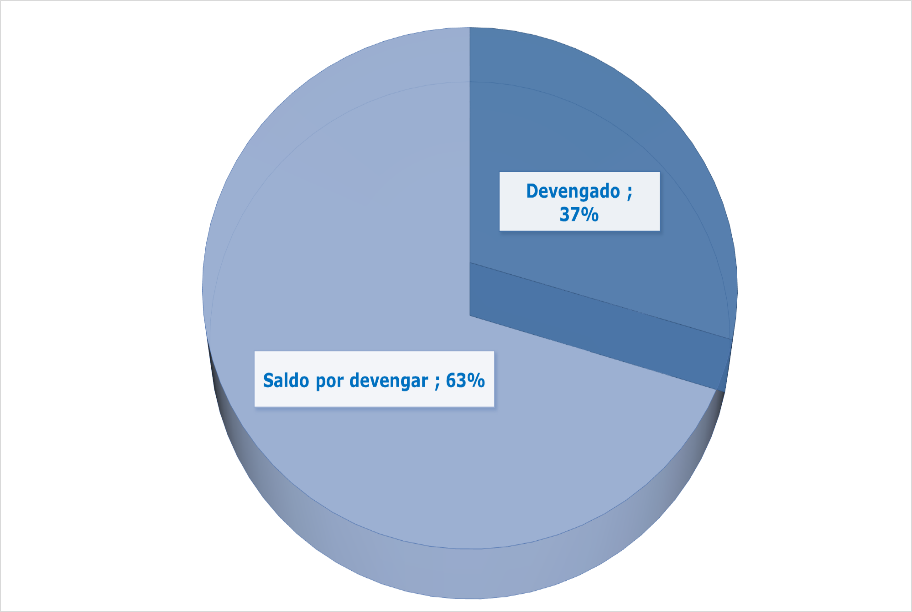 Devengado ;
37%
Saldo por devengar ; 63%